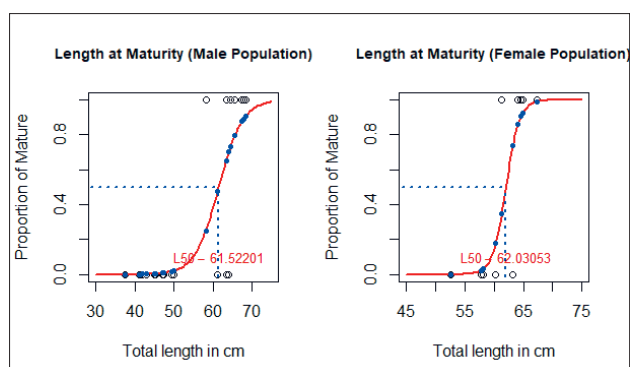 Length at Maturity (Male Population)
Proportion of Mature
0.0 0.4 0.8
L50 – 61.52201
30 40 50 60 70
Total length in cm
Length at Maturity (Female Population)
Proportion of Mature
0.0 0.4 0.8
L50 – 62.03053
45 55 65 75
Total length in cm